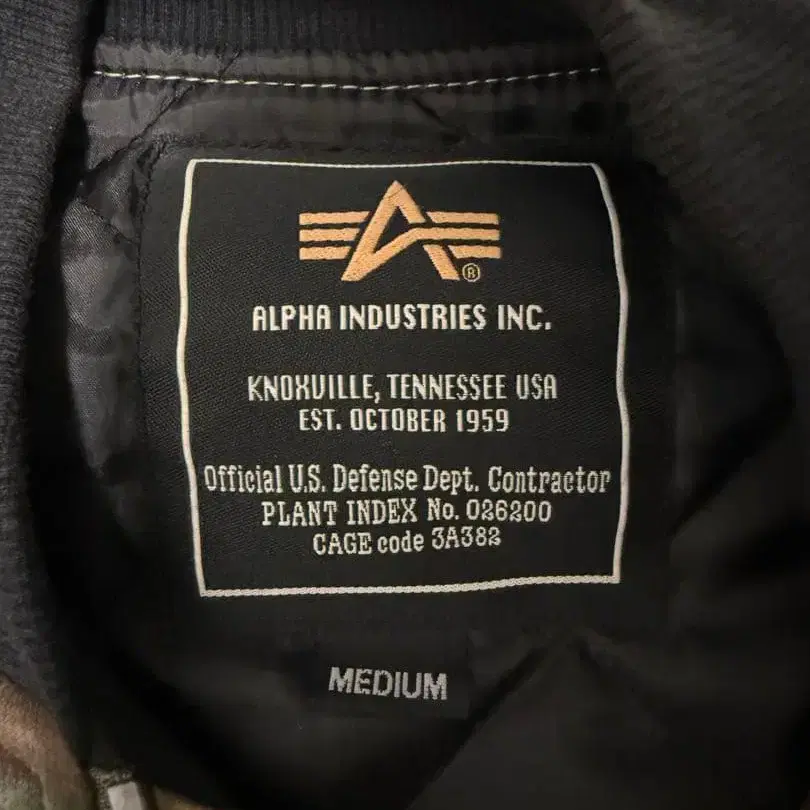 ®
ALPHA INDUSTRIES INC.
KNOXVILLE, TENNESSEE USA
EST. OCTOBER 1959
Official U.S. Defense Dept. Contractor
PLANT INDEX No. 026200
CAGE code 3A382
MEDIUM